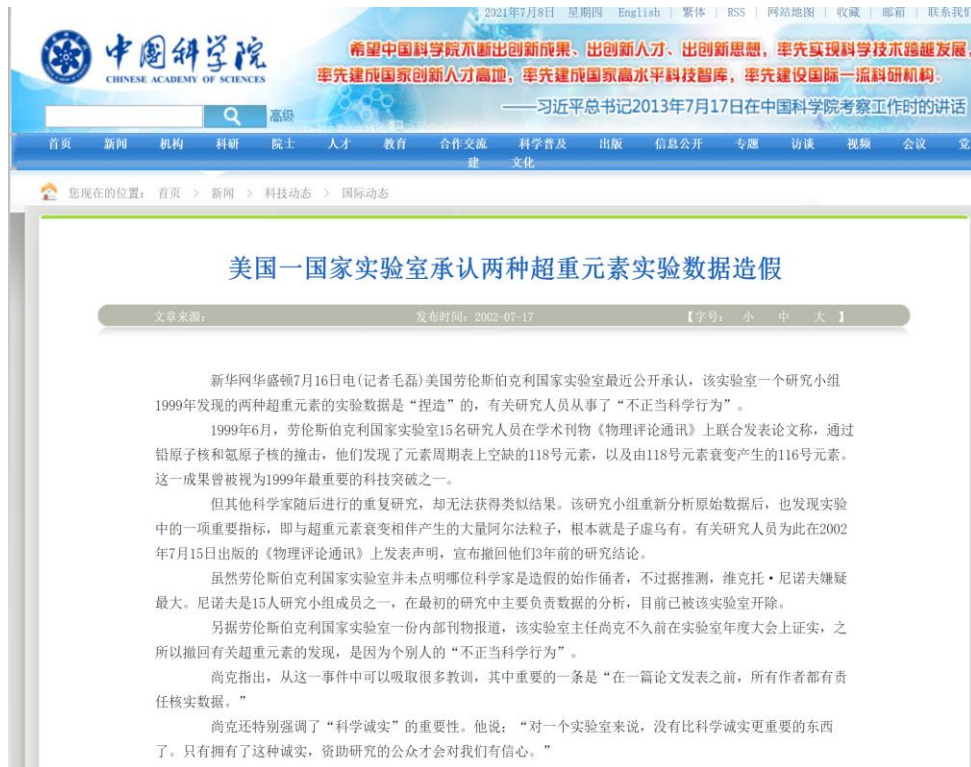 2021年7月8日 星期四 English | 繁体 | RSS | 网站地图 | 收藏 | 邮箱 | 联系我们
中国科学院
CHINESE ACADEMY OF SCIENCES
希望中国科学院不断出创新成果、出创新人才、出创新思想,率先实现科学技术跨越发展,
率先建成国家创新人才高地,率先建成国家高水平科技智库,率先建设国际一流科研机构。
——习近平总书记2013年7月17日在中国科学院考察工作时的讲话
高级
首页 新闻 机构 科研 院士 人才 教育 合作交流 科学普及 出版 信息公开 专题 访谈 视频 会议 党
建 文化
您现在的位置: 首页 > 新闻 > 科技动态 > 国际动态
美国一国家实验室承认两种超重元素实验数据造假
文章来源: 发布时间:2002-07-17 【字号: 小 中 大 】
新华网华盛顿7月16日电(记者毛磊)美国劳伦斯伯克利国家实验室最近公开承认,该实验室一个研究小组
1999年发现的两种超重元素的实验数据是“捏造”的,有关研究人员从事了“不正当科学行为”。
1999年6月,劳伦斯伯克利国家实验室15名研究人员在学术刊物《物理评论通讯》上联合发表论文称,通过
铅原子核和氪原子核的撞击,他们发现了元素周期表上空缺的118号元素,以及由118号元素衰变产生的116号元素。
这一成果曾被视为1999年最重要的科技突破之一。
但其他科学家随后进行的重复研究,却无法获得类似结果。该研究小组重新分析原始数据后,也发现实验
中的一项重要指标,即与超重元素衰变相伴产生的大量阿尔法粒子,根本就是子虚乌有。有关研究人员为此在2002
年7月15日出版的《物理评论通讯》上发表声明,宣布撤回他们3年前的研究结论。
虽然劳伦斯伯克利国家实验室并未点明哪位科学家是造假的始作俑者,不过据推测,维克托·尼诺夫嫌疑
最大。尼诺夫是15人研究小组成员之一,在最初的研究中主要负责数据的分析,目前已被该实验室开除。
另据劳伦斯伯克利国家实验室一份内部刊物报道,该实验室主任尚克不久前在实验室年度大会上证实,之
所以撤回有关超重元素的发现,是因为个别人的“不正当科学行为”。
尚克指出,从这一事件中可以吸取很多教训,其中重要的一条是“在一篇论文发表之前,所有作者都有责
任核实数据。”
尚克还特别强调了“科学诚实”的重要性。他说:“对一个实验室来说,没有比科学诚实更重要的东西
了。只有拥有了这种诚实,资助研究的公众才会对我们有信心。”